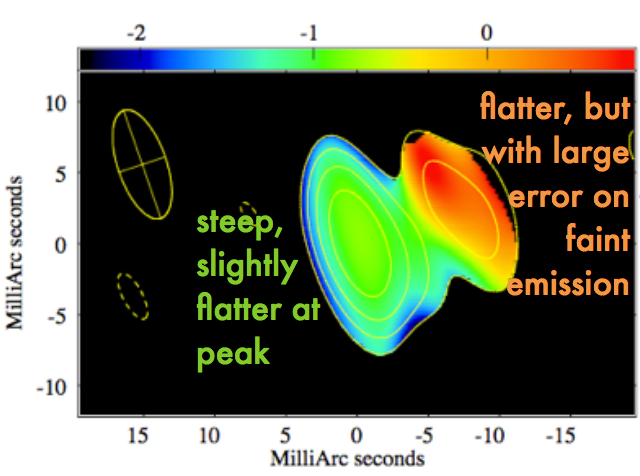 -2 -1 0
flatter, but
with large
error on
faint
emission
steep,
slightly
flatter at
peak
10
5
0
-5
-10
MilliArc seconds
15 10 5 0 -5 -10 -15
MilliArc seconds